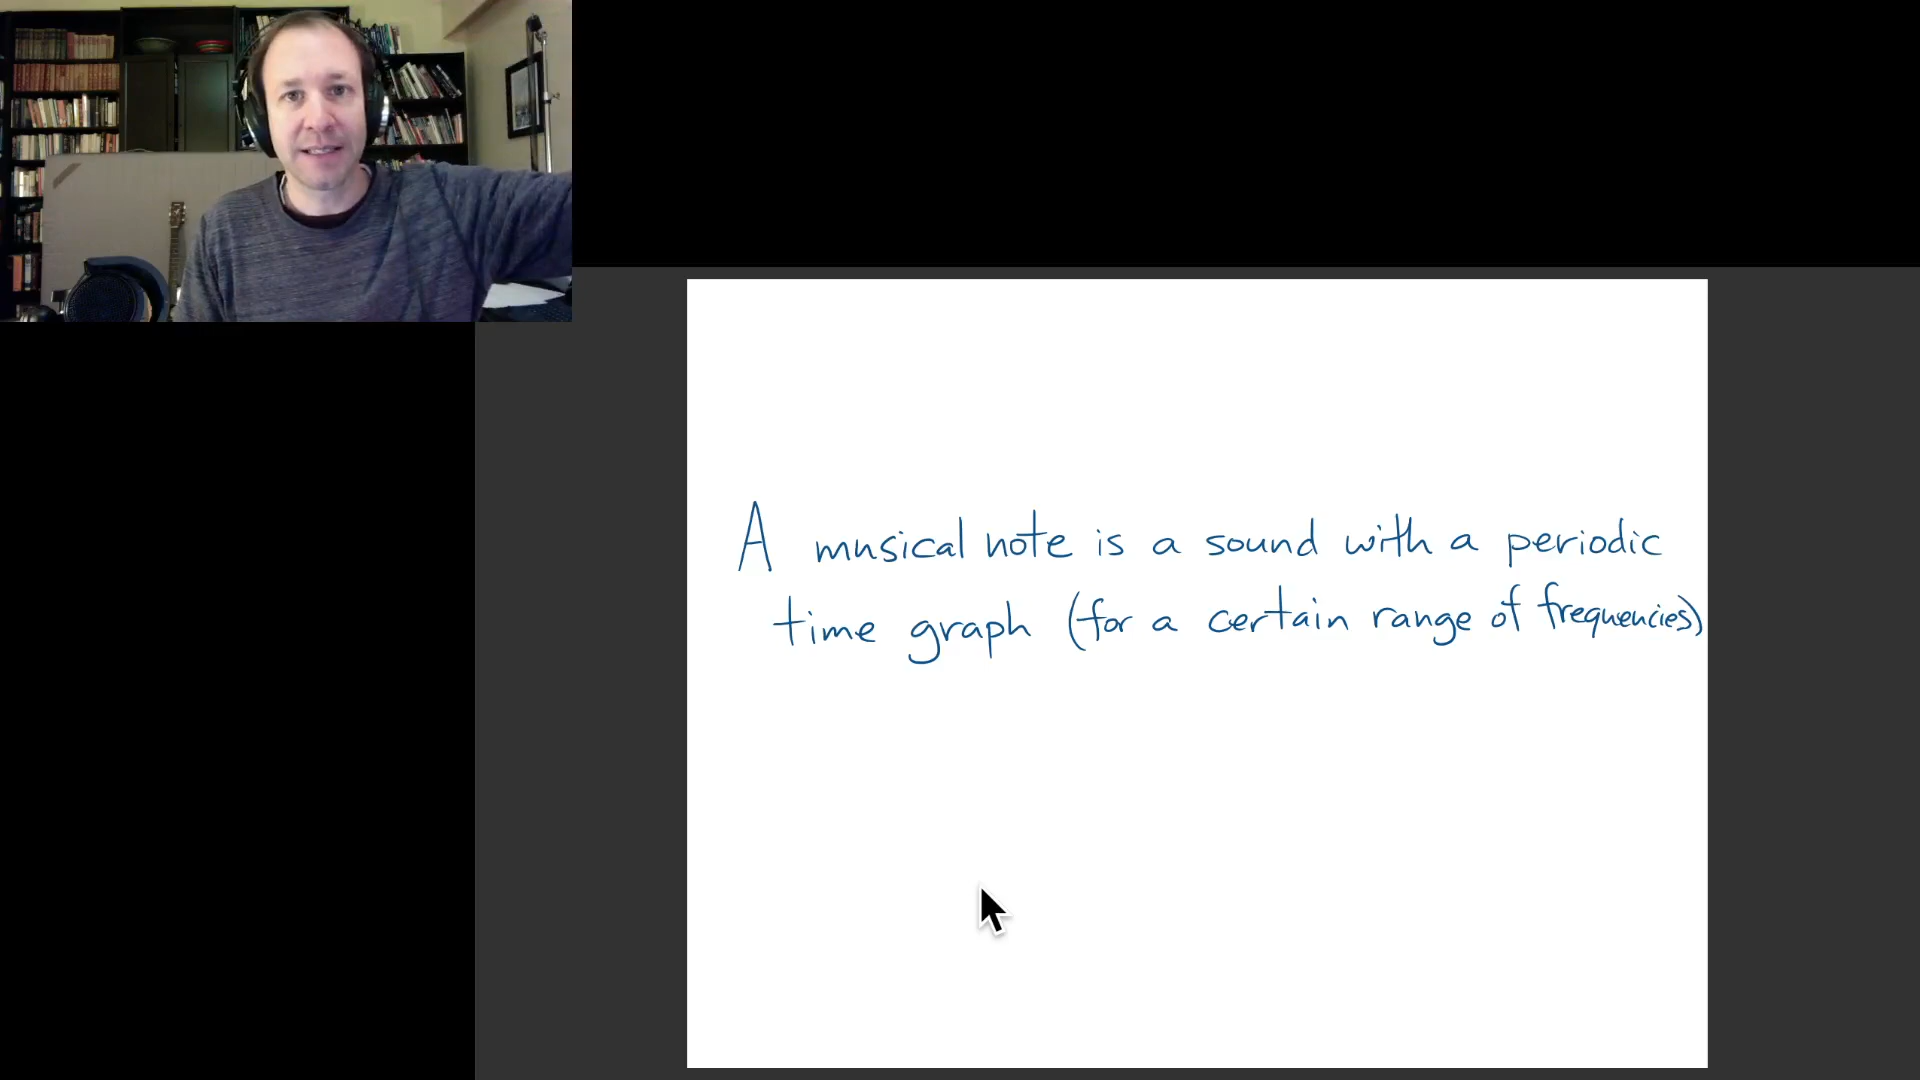 A musical note is a sound with a periodic
time graph (for a certain range of frequencies)